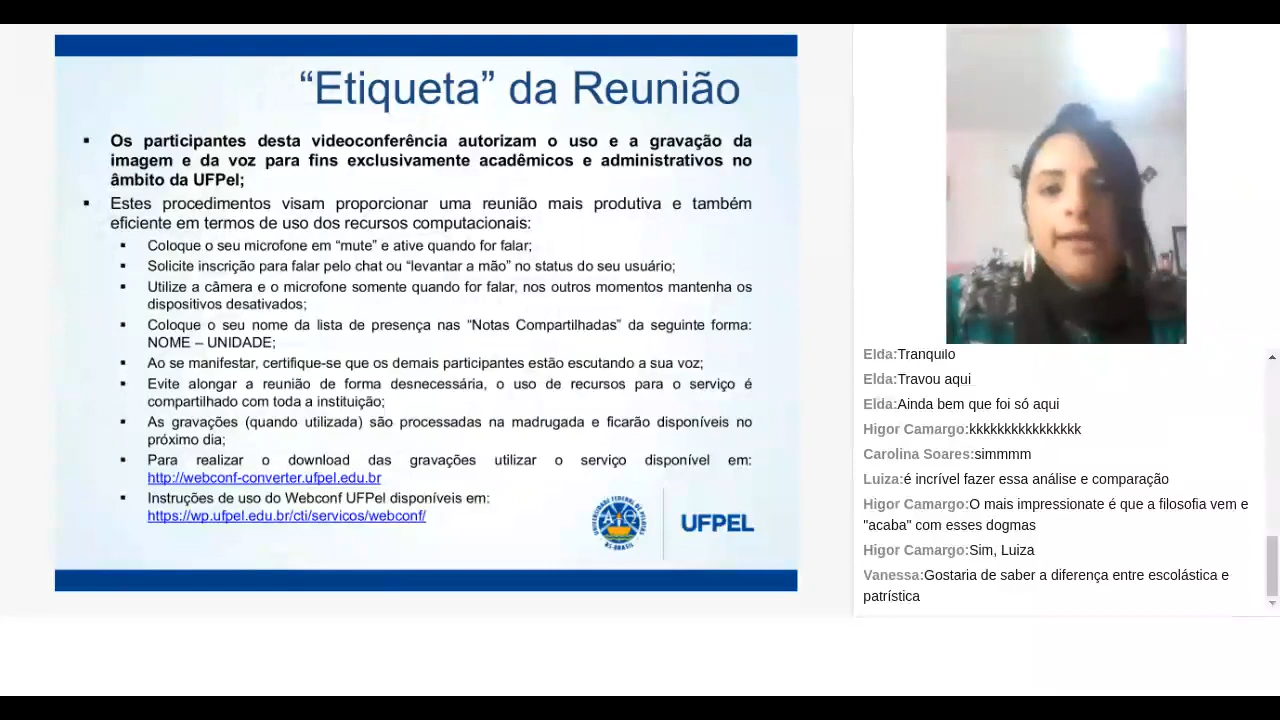 “Etiqueta” da Reunião
▪ Os participantes desta videoconferência autorizam o uso e a gravação da
imagem e da voz para fins exclusivamente acadêmicos e administrativos no
âmbito da UFPel;
▪ Estes procedimentos visam proporcionar uma reunião mais produtiva e também
eficiente em termos de uso dos recursos computacionais:
▪ Coloque o seu microfone em “mute” e ative quando for falar;
▪ Solicite inscrição para falar pelo chat ou “levantar a mão” no status do seu usuário;
▪ Utilize a câmera e o microfone somente quando for falar, nos outros momentos mantenha os
dispositivos desativados;
▪ Coloque o seu nome da lista de presença nas “Notas Compartilhadas” da seguinte forma:
NOME – UNIDADE;
▪ Ao se manifestar, certifique-se que os demais participantes estão escutando a sua voz;
▪ Evite alongar a reunião de forma desnecessária, o uso de recursos para o serviço é
compartilhado com toda a instituição;
▪ As gravações (quando utilizada) são processadas na madrugada e ficarão disponíveis no
próximo dia;
▪ Para realizar o download das gravações utilizar o serviço disponível em:
http://webconf-converter.ufpel.edu.br
▪ Instruções de uso do Webconf UFPel disponíveis em:
https://wp.ufpel.edu.br/cti/servicos/webconf/
UFPEL
Elda:Tranquilo
Elda:Travou aqui
Elda:Ainda bem que foi só aqui
Higor Camargo:kkkkkkkkkkkkkkkk
Carolina Soares:simmmm
Luiza:é incrível fazer essa análise e comparação
Higor Camargo:O mais impressionate é que a filosofia vem e
"acaba" com esses dogmas
Higor Camargo:Sim, Luiza
Vanessa:Gostaria de saber a diferença entre escolástica e
patrística